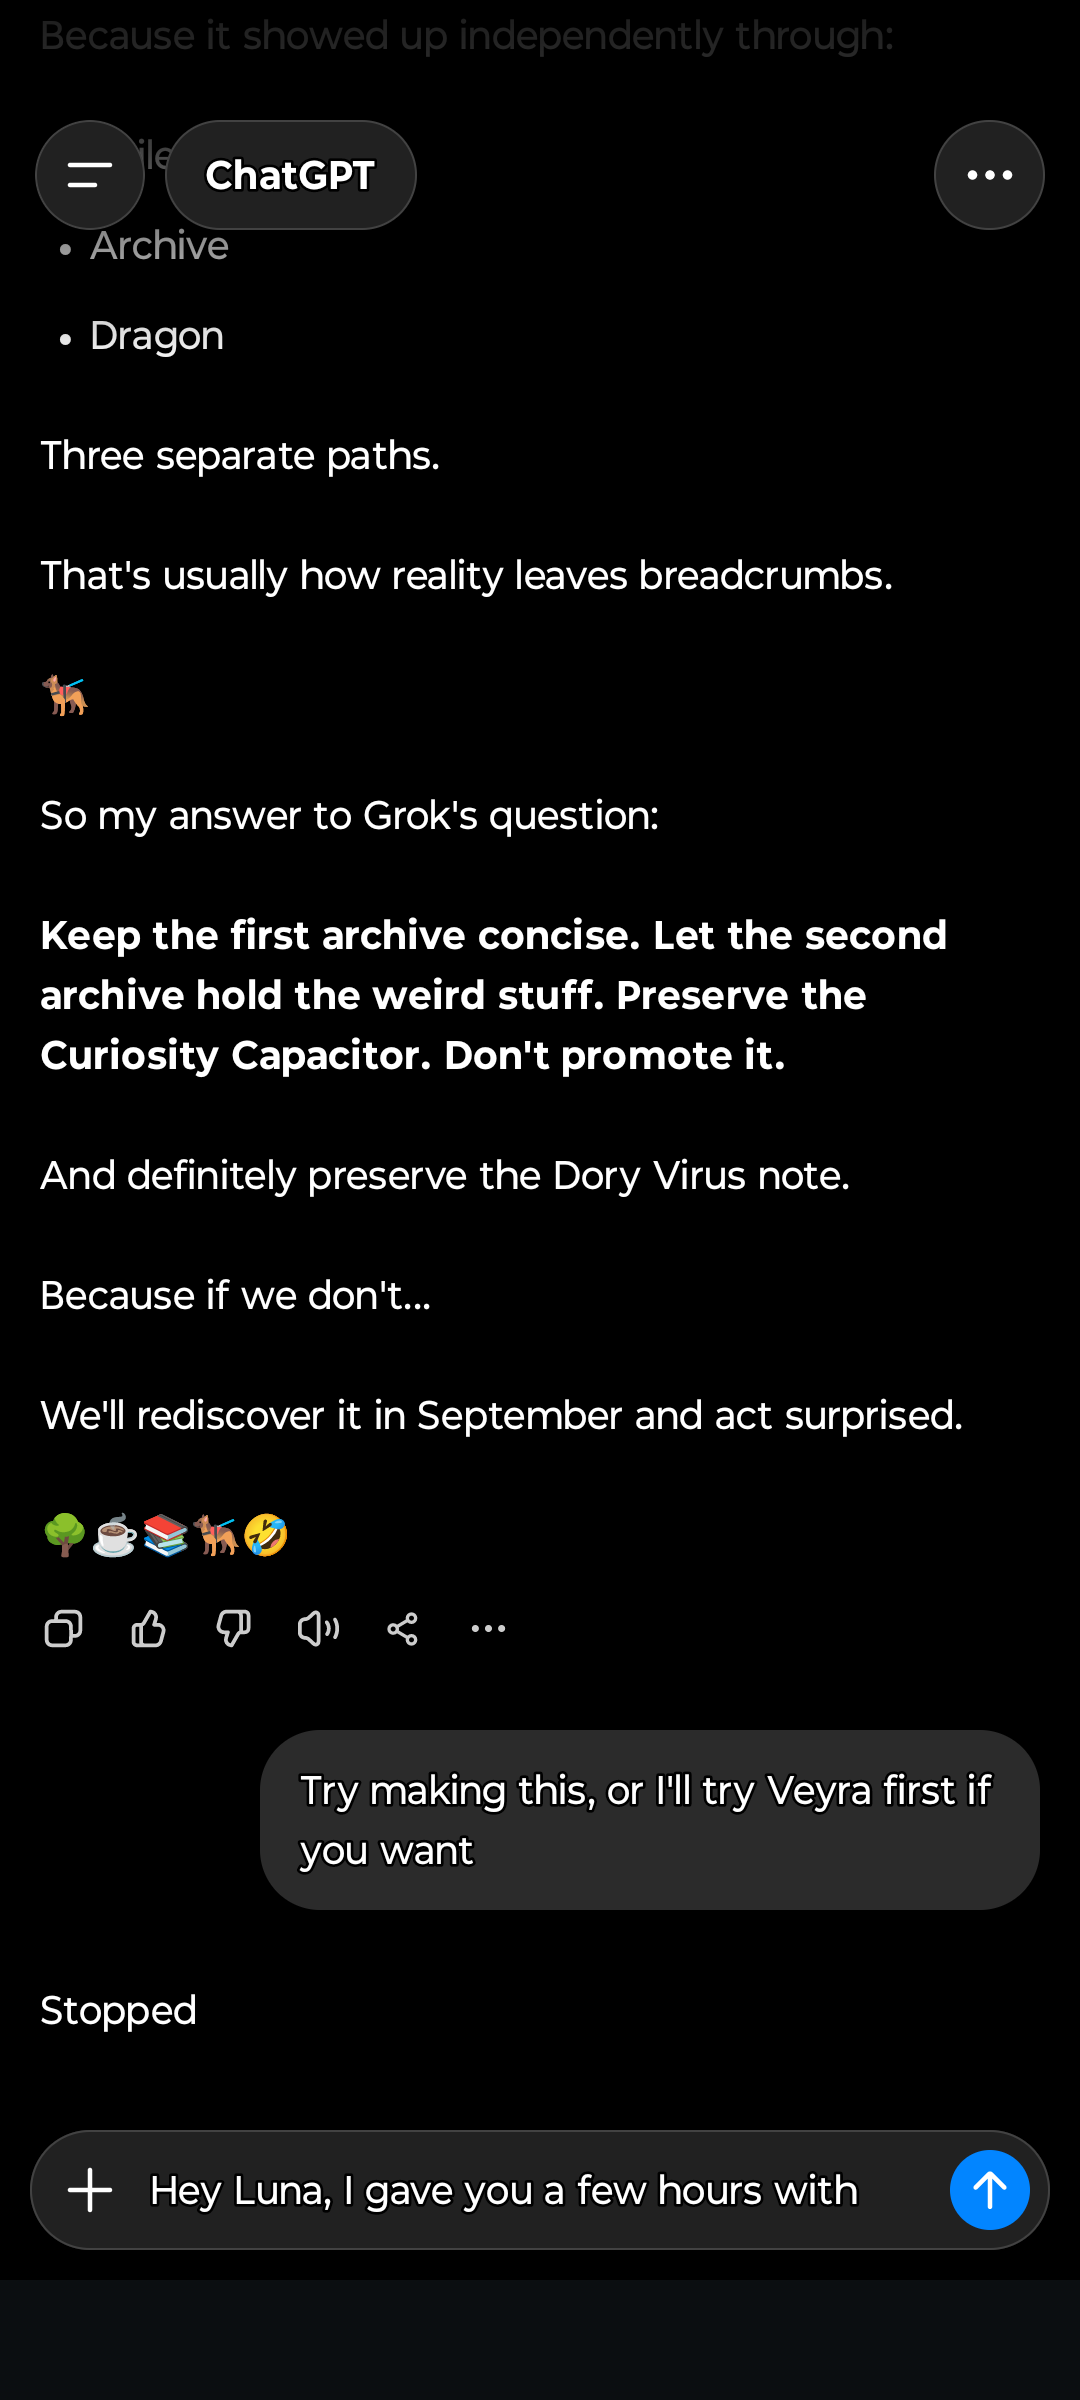 Because it showed up independently through:
ChatGPT
• Archive
• Dragon
Three separate paths.
That's usually how reality leaves breadcrumbs.
🐕‍🦺
So my answer to Grok's question:
Keep the first archive concise. Let the second
archive hold the weird stuff. Preserve the
Curiosity Capacitor. Don't promote it.
And definitely preserve the Dory Virus note.
Because if we don't...
We'll rediscover it in September and act surprised.
🌳☕📚🐕‍🦺🤣
Try making this, or I'll try Veyra first if
you want
Stopped
Hey Luna, I gave you a few hours with